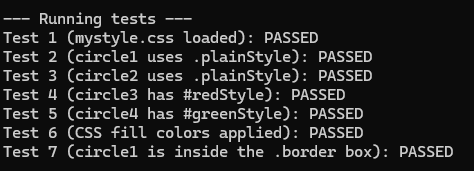 --- Running tests ---
Test 1 (mystyle.css loaded): PASSED
Test 2 (circle1 uses .plainStyle): PASSED
Test 3 (circle2 uses .plainStyle): PASSED
Test 4 (circle3 has #redStyle): PASSED
Test 5 (circle4 has #greenStyle): PASSED
Test 6 (CSS fill colors applied): PASSED
Test 7 (circle1 is inside the .border box): PASSED